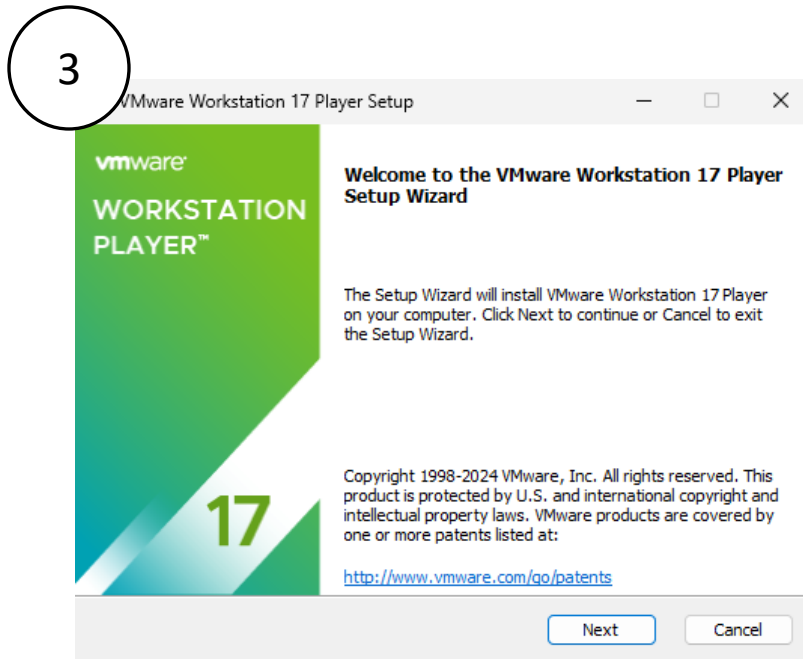 3
VMware Workstation 17 Player Setup
vmware
WORKSTATION
PLAYER™
17
Welcome to the VMware Workstation 17 Player
Setup Wizard
The Setup Wizard will install VMware Workstation 17 Player
on your computer. Click Next to continue or Cancel to exit
the Setup Wizard.
Copyright 1998-2024 VMware, Inc. All rights reserved. This
product is protected by U.S. and international copyright and
intellectual property laws. VMware products are covered by
one or more patents listed at:
http://www.vmware.com/go/patents
Next
Cancel